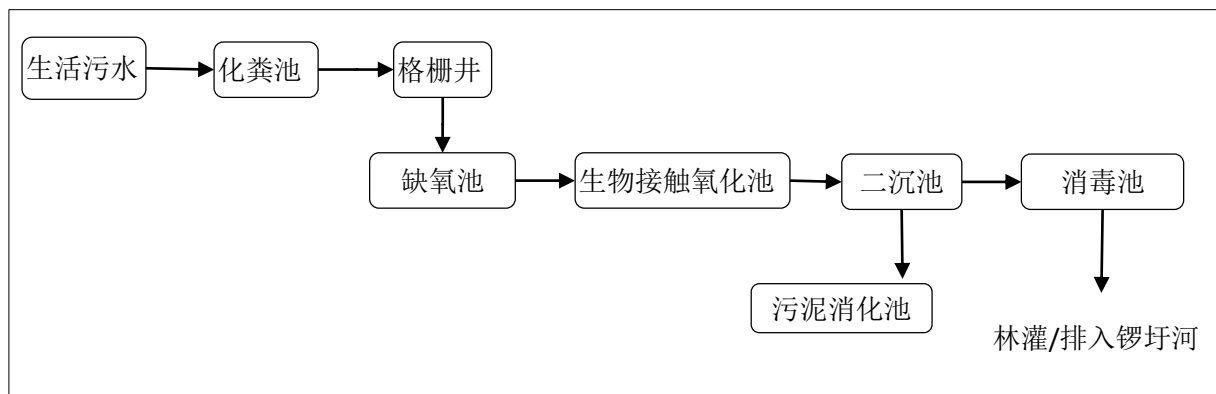 生活污水
化粪池
格栅井
缺氧池
生物接触氧化池
二沉池
消毒池
污泥消化池
林灌/排入锣圩河